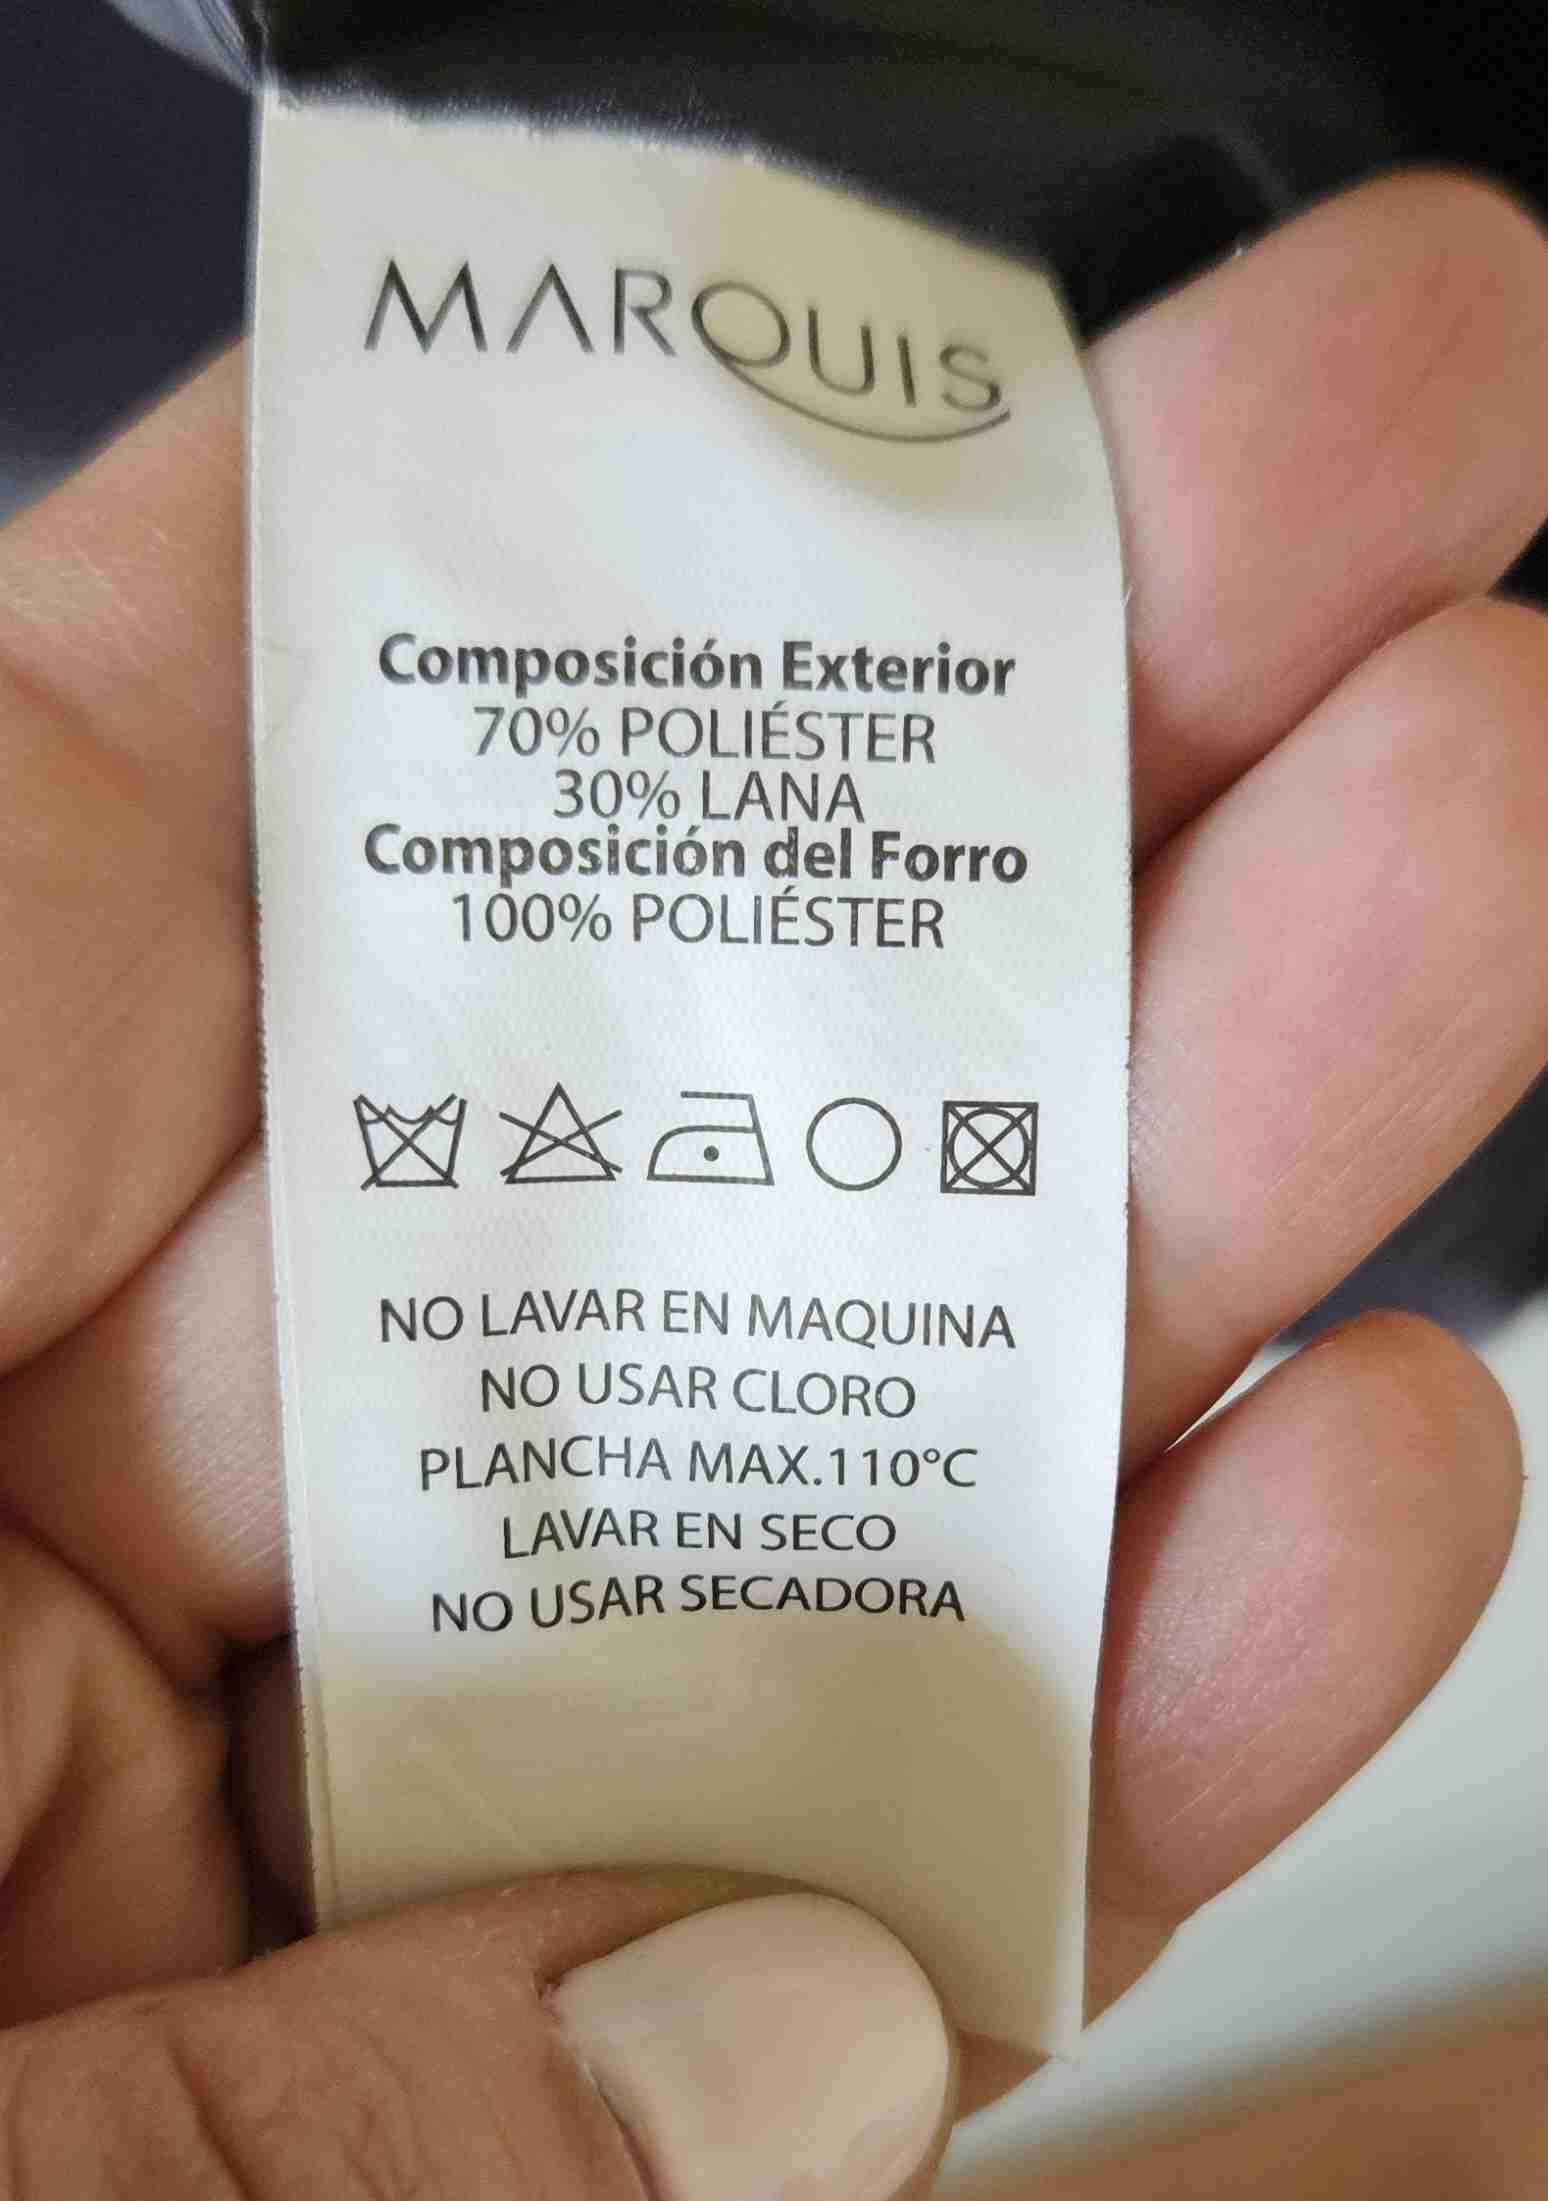 MARQUIS
Composición Exterior
70% POLIÉSTER
30% LANA
Composición del Forro
100% POLIÉSTER
NO LAVAR EN MAQUINA
NO USAR CLORO
PLANCHA MAX.110°C
LAVAR EN SECO
NO USAR SECADORA